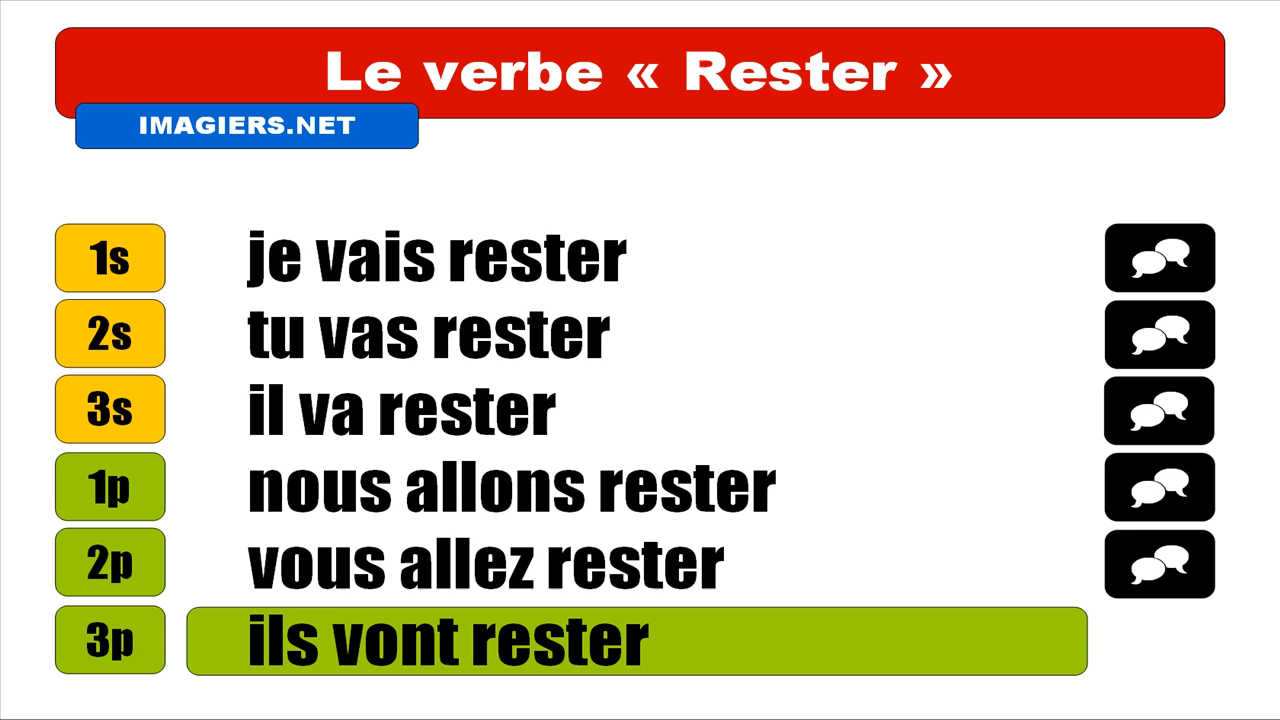 Le verbe « Rester »
IMAGIERS.NET
1s je vais rester
2s tu vas rester
3s il va rester
1p nous allons rester
2p vous allez rester
3p ils vont rester